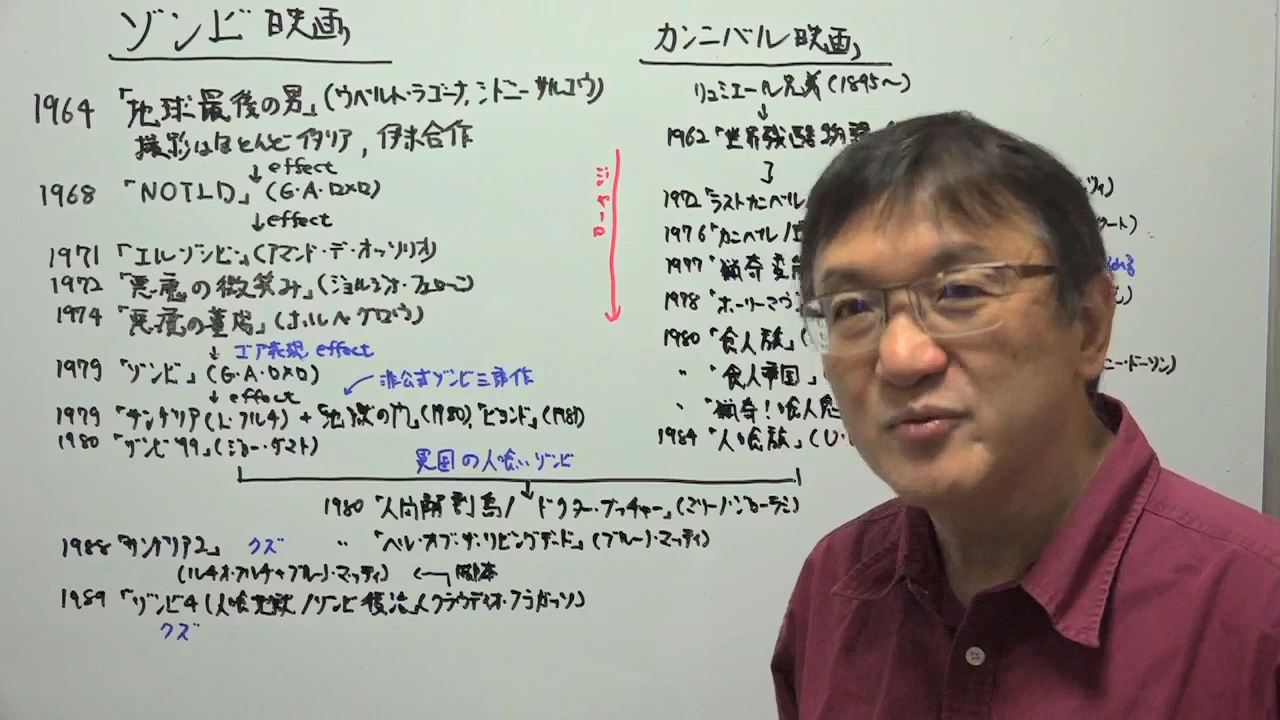 ゾンビ映画
1964 「地球最後の男」(ウベルト・ラゴーナ, シドニー サルコウ)
撮影はほとんどイタリア, 伊米合作
↓effect
1968 「NOTLD」(G・A・ロメロ)
↓effect
1971 「エル・ゾンビ」(アマンド・デ・オッソリオ)
1972 「悪魔の微笑み」(ジョルジオ・フェローニ)
1974 「悪魔の墓場」(ホルヘ・グロウ)
↓ ゴア表現 effect
1979 「ゾンビ」(G・A・ロメロ)
↓effect
非公式ゾンビ三部作
1979 「サンゲリア」(L・フルチ) + 「地獄の門」(1980), 「ビヨンド」(1981)
1980 「ゾンビ'99」(ジョー・ダマト)
ジャーロ
カンニバル映画
リュミエール兄弟 (1895〜)
↓
1962 「世界残酷物語
1972 「ラストカンニバル
1976 「カニバル/
1977 「猟奇変態
1978 「ホーリーマウ
1980 「食人族」(
〃 「食人帝国」
ニー・ドーソン)
〃 「猟奇!喰人鬼
1984 「人喰族」(U・
異国の人喰いゾンビ
1980 「人間解剖島/ドクター・ブッチャー」(マリーノ・ジローラミ)
〃 「ヘル・オブ・ザ・リビングデッド」(ブルーノ・マッティ)
1988 「サンゲリア2」 クズ
(ルチオ・フルチ+ブルーノ・マッティ) ← 脚本
1989 「ゾンビ4(人喰地獄/ゾンビ復活)クラウディオ・フラガッソ)
クズ